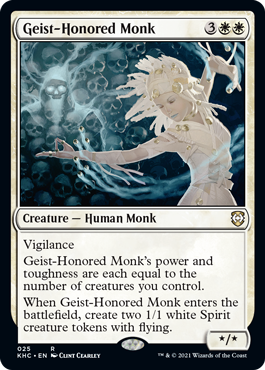 Geist-Honored Monk 3
Creature — Human Monk
Vigilance
Geist-Honored Monk's power and
toughness are each equal to the
number of creatures you control.
When Geist-Honored Monk enters the
battlefield, create two 1/1 white Spirit
creature tokens with flying.
*/*
025 R
KHC • EN Clint Cearley ™ & © 2021 Wizards of the Coast